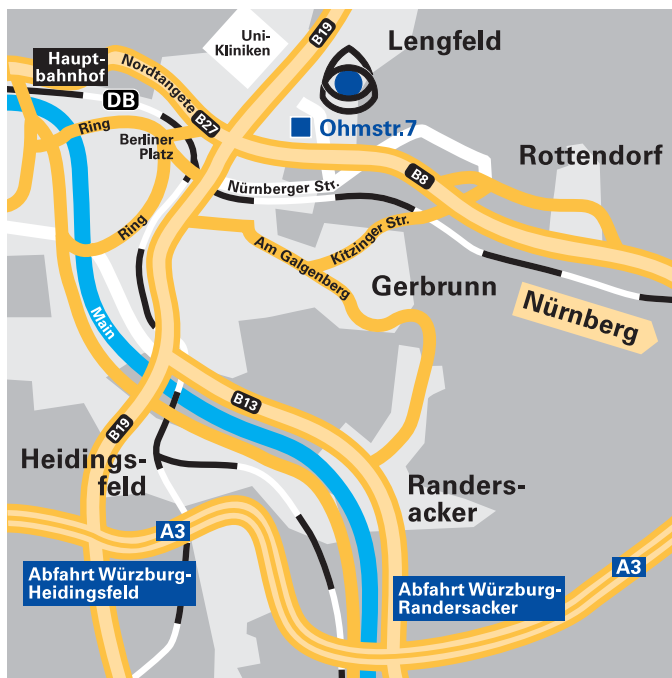 B19
Uni-
Kliniken
Lengfeld
Haupt-
bahnhof
Nordtangete
DB
B27
Ring
Ohmstr.7
Berliner
Platz
Rottendorf
Nürnberger Str.
B8
Ring
Kitzinger Str.
Am Galgenberg
Gerbrunn
Nürnberg
Main
B13
B19
Heidings-
feld
Randers-
acker
A3
A3
Abfahrt Würzburg-
Heidingsfeld
Abfahrt Würzburg-
Randersacker